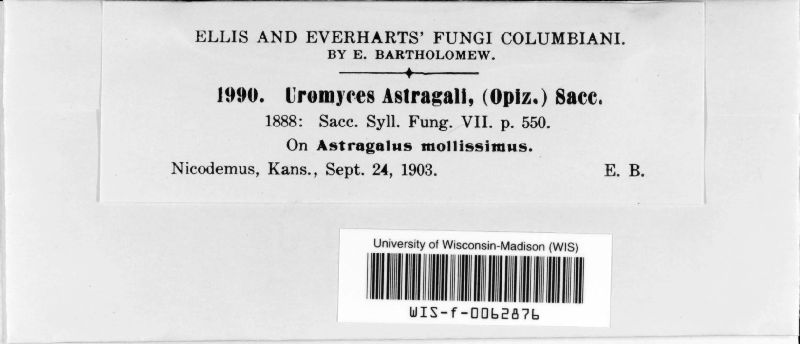 ELLIS AND EVERHARTS' FUNGI COLUMBIANI.
BY E. BARTHOLOMEW.
1990. Uromyces Astragali, (Opiz.) Sacc.
1888: Sacc. Syll. Fung. VII. p. 550.
On Astragalus mollissimus.
Nicodemus, Kans., Sept. 24, 1903. E. B.
University of Wisconsin-Madison (WIS)
WIS-f-0062876